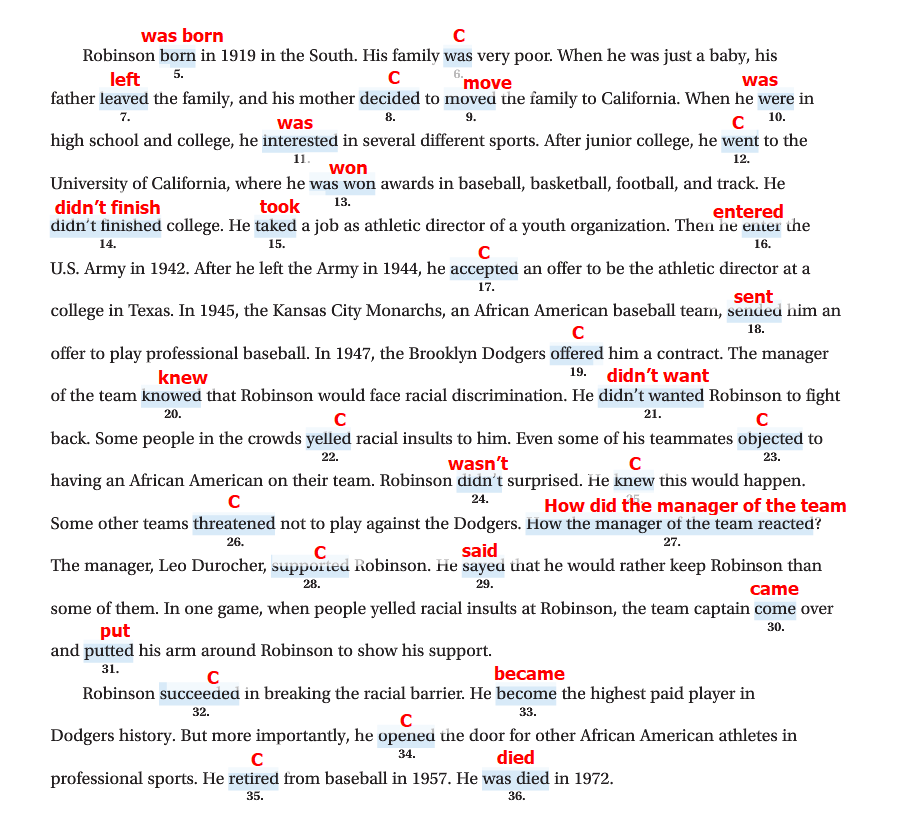 was born C
Robinson born in 1919 in the South. His family was very poor. When he was just a baby, his
5. 6.
left C move was
father leaved the family, and his mother decided to moved the family to California. When he were in
7. 8. 9. 10.
was C
high school and college, he interested in several different sports. After junior college, he went to the
11. 12.
won
University of California, where he was won awards in baseball, basketball, football, and track. He
13.
didn't finish took entered
didn't finished college. He taked a job as athletic director of a youth organization. Then he enter the
14. 15. 16.
C
U.S. Army in 1942. After he left the Army in 1944, he accepted an offer to be the athletic director at a
17.
sent
college in Texas. In 1945, the Kansas City Monarchs, an African American baseball team, sended him an
18.
C
offer to play professional baseball. In 1947, the Brooklyn Dodgers offered him a contract. The manager
19.
knew didn't want
of the team knowed that Robinson would face racial discrimination. He didn't wanted Robinson to fight
20. 21.
C C
back. Some people in the crowds yelled racial insults to him. Even some of his teammates objected to
22. 23.
wasn't C
having an African American on their team. Robinson didn't surprised. He knew this would happen.
24. 25.
C How did the manager of the team
Some other teams threatened not to play against the Dodgers. How the manager of the team reacted?
26. 27.
C said
The manager, Leo Durocher, supported Robinson. He sayed that he would rather keep Robinson than
28. 29.
came
some of them. In one game, when people yelled racial insults at Robinson, the team captain come over
30.
put
and putted his arm around Robinson to show his support.
31.
C became
Robinson succeeded in breaking the racial barrier. He become the highest paid player in
32. 33.
C
Dodgers history. But more importantly, he opened the door for other African American athletes in
34.
C died
professional sports. He retired from baseball in 1957. He was died in 1972.
35. 36.